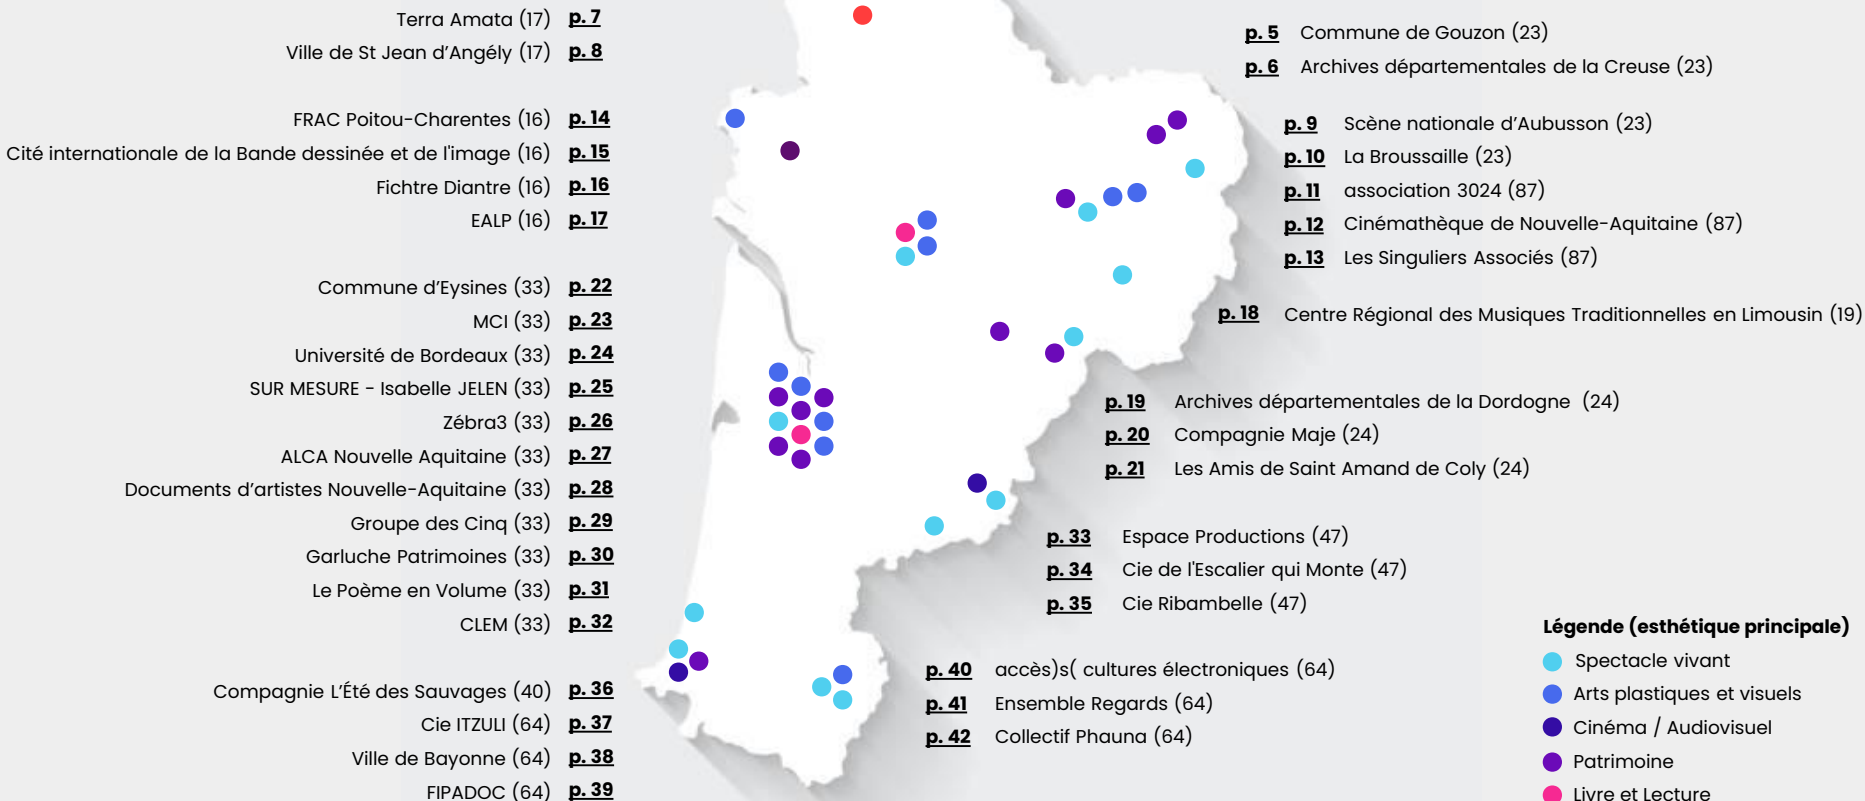 Terra Amata (17) p. 7
Ville de St Jean d’Angély (17) p. 8
FRAC Poitou-Charentes (16) p. 14
Cité internationale de la Bande dessinée et de l'image (16) p. 15
Fichtre Diantre (16) p. 16
EALP (16) p. 17
Commune d’Eysines (33) p. 22
MCI (33) p. 23
Université de Bordeaux (33) p. 24
SUR MESURE - Isabelle JELEN (33) p. 25
Zébra3 (33) p. 26
ALCA Nouvelle Aquitaine (33) p. 27
Documents d’artistes Nouvelle-Aquitaine (33) p. 28
Groupe des Cinq (33) p. 29
Garluche Patrimoines (33) p. 30
Le Poème en Volume (33) p. 31
CLEM (33) p. 32
Compagnie L’Été des Sauvages (40) p. 36
Cie ITZULI (64) p. 37
Ville de Bayonne (64) p. 38
FIPADOC (64) p. 39
p. 5 Commune de Gouzon (23)
p. 6 Archives départementales de la Creuse (23)
p. 9 Scène nationale d’Aubusson (23)
p. 10 La Broussaille (23)
p. 11 association 3024 (87)
p. 12 Cinémathèque de Nouvelle-Aquitaine (87)
p. 13 Les Singuliers Associés (87)
p. 18 Centre Régional des Musiques Traditionnelles en Limousin (19)
p. 19 Archives départementales de la Dordogne (24)
p. 20 Compagnie Maje (24)
p. 21 Les Amis de Saint Amand de Coly (24)
p. 33 Espace Productions (47)
p. 34 Cie de l'Escalier qui Monte (47)
p. 35 Cie Ribambelle (47)
p. 40 accès)s( cultures électroniques (64)
p. 41 Ensemble Regards (64)
p. 42 Collectif Phauna (64)
Légende (esthétique principale)
Spectacle vivant
Arts plastiques et visuels
Cinéma / Audiovisuel
Patrimoine
Livre et Lecture